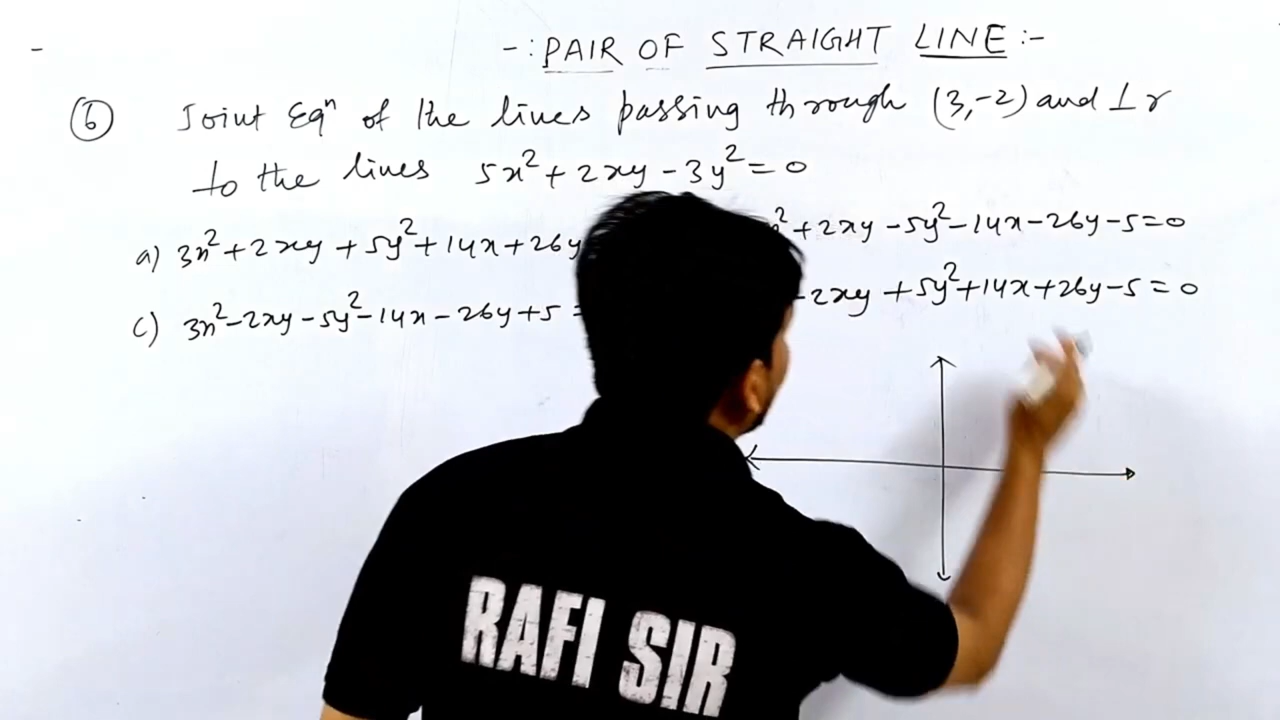 -: PAIR OF STRAIGHT LINE :-
6 Joint Eqⁿ of the lines passing through (3,-2) and ⊥r
to the lines 5x² + 2xy - 3y² = 0
a) 3x² + 2xy + 5y² + 14x + 26y
² + 2xy - 5y² - 14x - 26y - 5 = 0
c) 3x² - 2xy - 5y² - 14x - 26y + 5 =
- 2xy + 5y² + 14x + 26y - 5 = 0
RAFI SIR